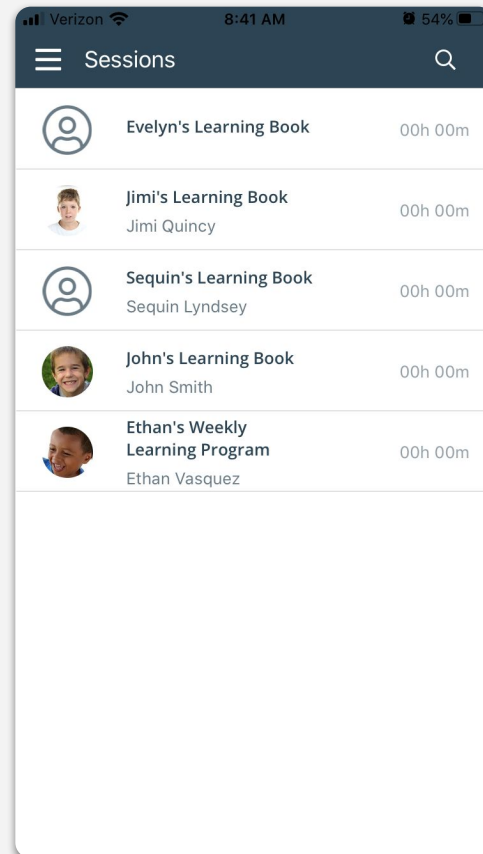 Verizon 8:41 AM 54%
Sessions
Evelyn's Learning Book 00h 00m
Jimi's Learning Book
Jimi Quincy 00h 00m
Sequin's Learning Book
Sequin Lyndsey 00h 00m
John's Learning Book
John Smith 00h 00m
Ethan's Weekly
Learning Program 00h 00m
Ethan Vasquez